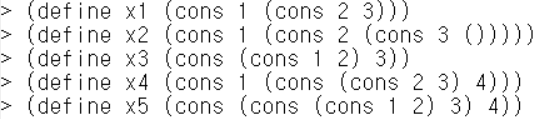 > (define x1 (cons 1 (cons 2 3)))
> (define x2 (cons 1 (cons 2 (cons 3 ()))))
> (define x3 (cons (cons 1 2) 3))
> (define x4 (cons 1 (cons (cons 2 3) 4)))
> (define x5 (cons (cons (cons 1 2) 3) 4))